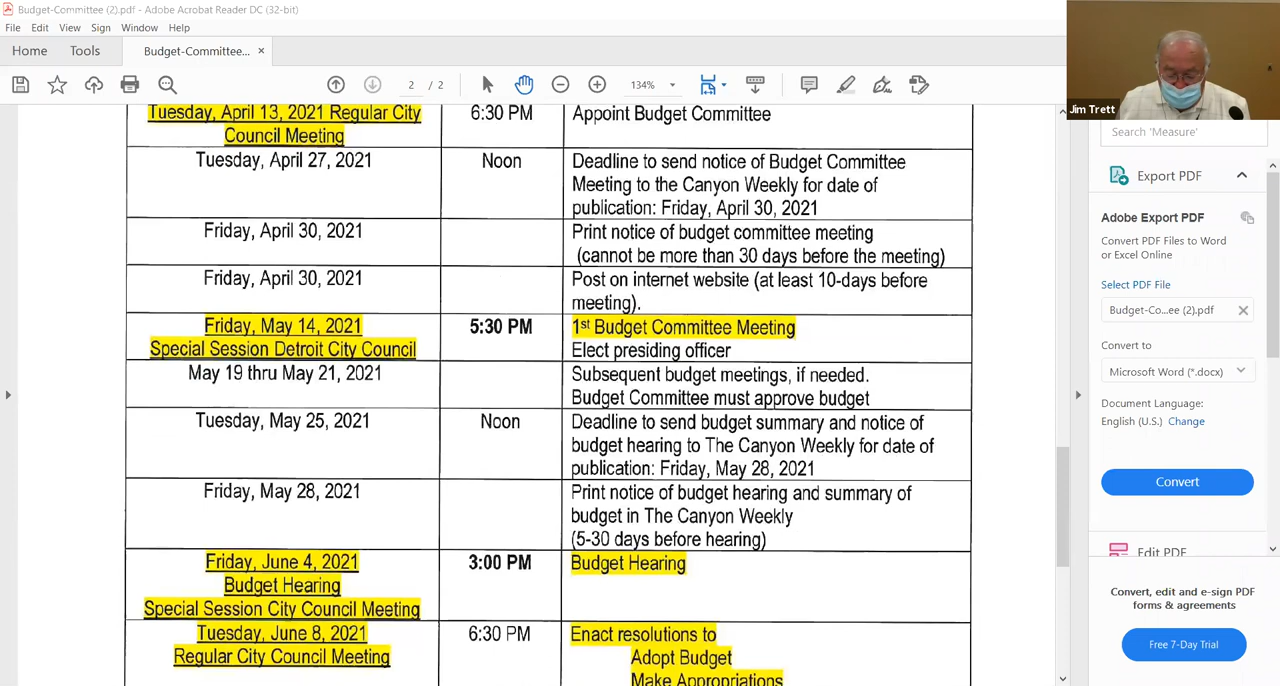 Budget-Committee (2).pdf - Adobe Acrobat Reader DC (32-bit)
File Edit View Sign Window Help
Home Tools Budget-Committee... ×
2 / 2 134%
Jim Trett
Search 'Measure'
Tuesday, April 13, 2021 Regular City
Council Meeting
6:30 PM
Appoint Budget Committee
Tuesday, April 27, 2021
Noon
Deadline to send notice of Budget Committee
Meeting to the Canyon Weekly for date of
publication: Friday, April 30, 2021
Friday, April 30, 2021
Print notice of budget committee meeting
(cannot be more than 30 days before the meeting)
Friday, April 30, 2021
Post on internet website (at least 10-days before
meeting).
Friday, May 14, 2021
Special Session Detroit City Council
5:30 PM
1st Budget Committee Meeting
Elect presiding officer
May 19 thru May 21, 2021
Subsequent budget meetings, if needed.
Budget Committee must approve budget
Tuesday, May 25, 2021
Noon
Deadline to send budget summary and notice of
budget hearing to The Canyon Weekly for date of
publication: Friday, May 28, 2021
Friday, May 28, 2021
Print notice of budget hearing and summary of
budget in The Canyon Weekly
(5-30 days before hearing)
Friday, June 4, 2021
Budget Hearing
Special Session City Council Meeting
3:00 PM
Budget Hearing
Tuesday, June 8, 2021
Regular City Council Meeting
6:30 PM
Enact resolutions to
Adopt Budget
Make Appropriations
Export PDF
Adobe Export PDF
Convert PDF Files to Word
or Excel Online
Select PDF File
Budget-Co...ee (2).pdf
Convert to
Microsoft Word (*.docx)
Document Language:
English (U.S.) Change
Convert
Edit PDF
Convert, edit and e-sign PDF
forms & agreements
Free 7-Day Trial